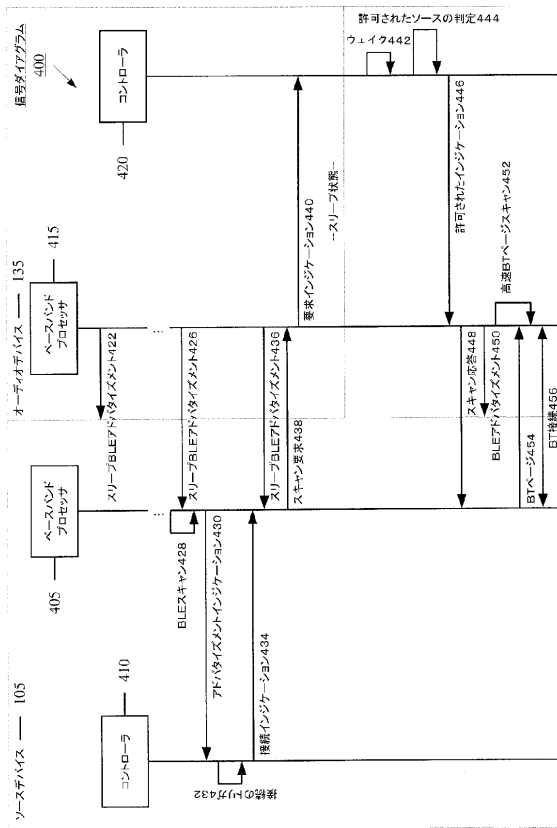 信号ダイアグラム
400
ソースデバイス
105
オーディオデバイス
135
コントローラ
410
ベースバンド
プロセッサ
405
ベースバンド
プロセッサ
415
コントローラ
420
スリープBLEアドバタイズメント422
...
...
スリープBLEアドバタイズメント426
BLEスキャン428
アドバタイズメントインジケーション430
接続のトリガ432
接続インジケーション434
スリープBLEアドバタイズメント436
スキャン要求438
要求インジケーション440
--スリープ状態--
ウェイク442
許可されたソースの判定444
許可されたインジケーション446
スキャン応答448
BLEアドバタイズメント450
高速BTページスキャン452
BTページ454
BT接続456